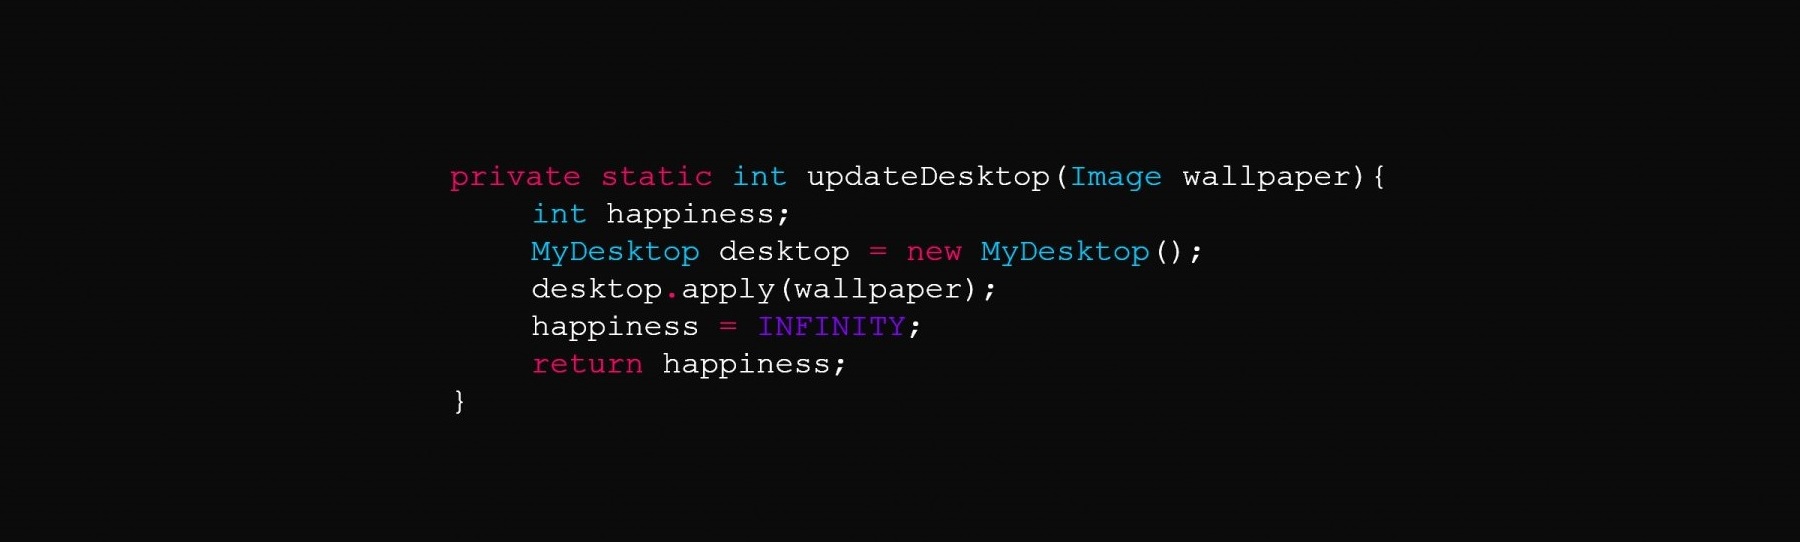 private static int updateDesktop(Image wallpaper){
int happiness;
MyDesktop desktop = new MyDesktop();
desktop.apply(wallpaper);
happiness = INFINITY;
return happiness;
}